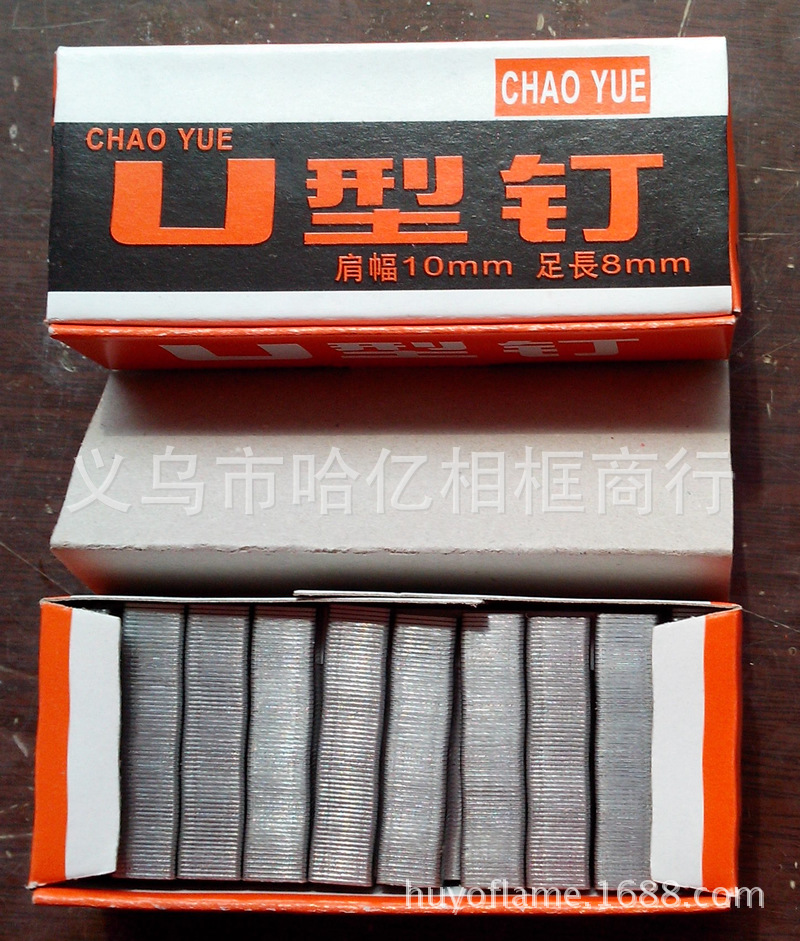 CHAO YUE
CHAO YUE
U型钉
肩幅10mm 足長8mm
U型钉
义乌市哈亿相框商行
huyoflame.1688.com